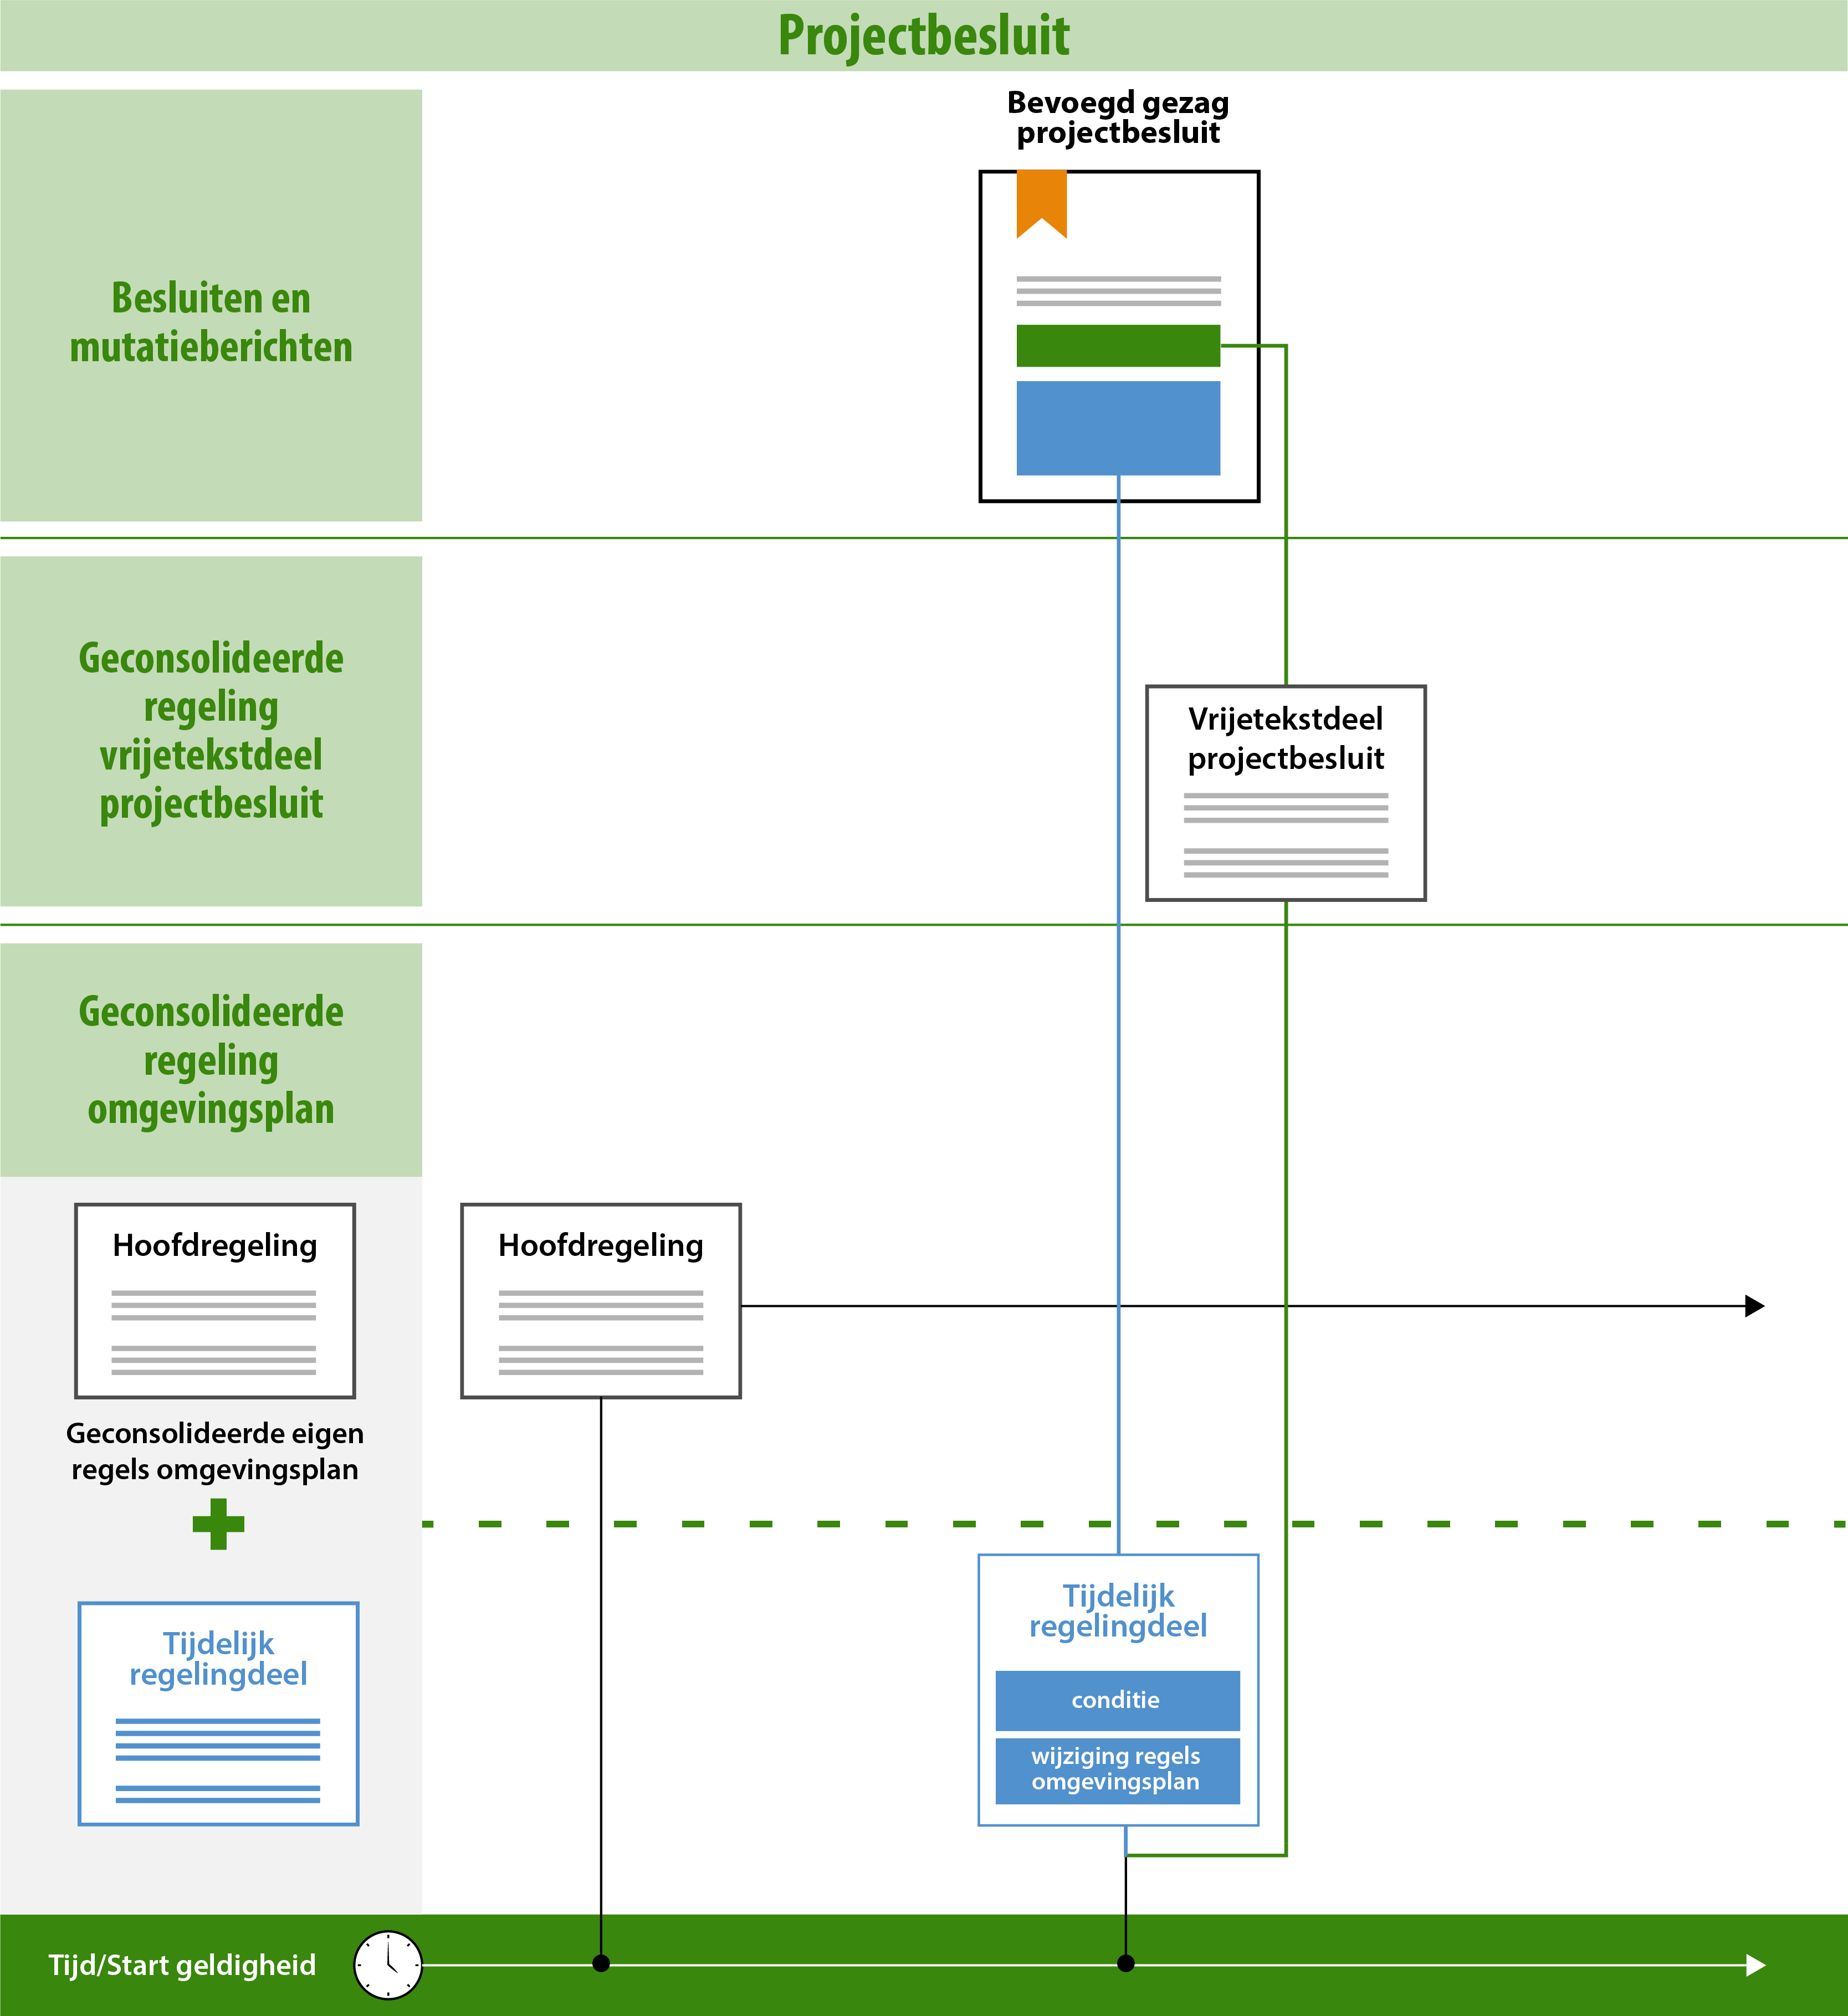 Projectbesluit
Bevoegd gezag
projectbesluit
Besluiten en
mutatieberichten
Geconsolideerde
regeling
vrijetekstdeel
projectbesluit
Vrijetekstdeel
projectbesluit
Geconsolideerde
regeling
omgevingsplan
Hoofdregeling
Hoofdregeling
Geconsolideerde eigen
regels omgevingsplan
Tijdelijk
regelingdeel
Tijdelijk
regelingdeel
conditie
wijziging regels
omgevingsplan
Tijd/Start geldigheid